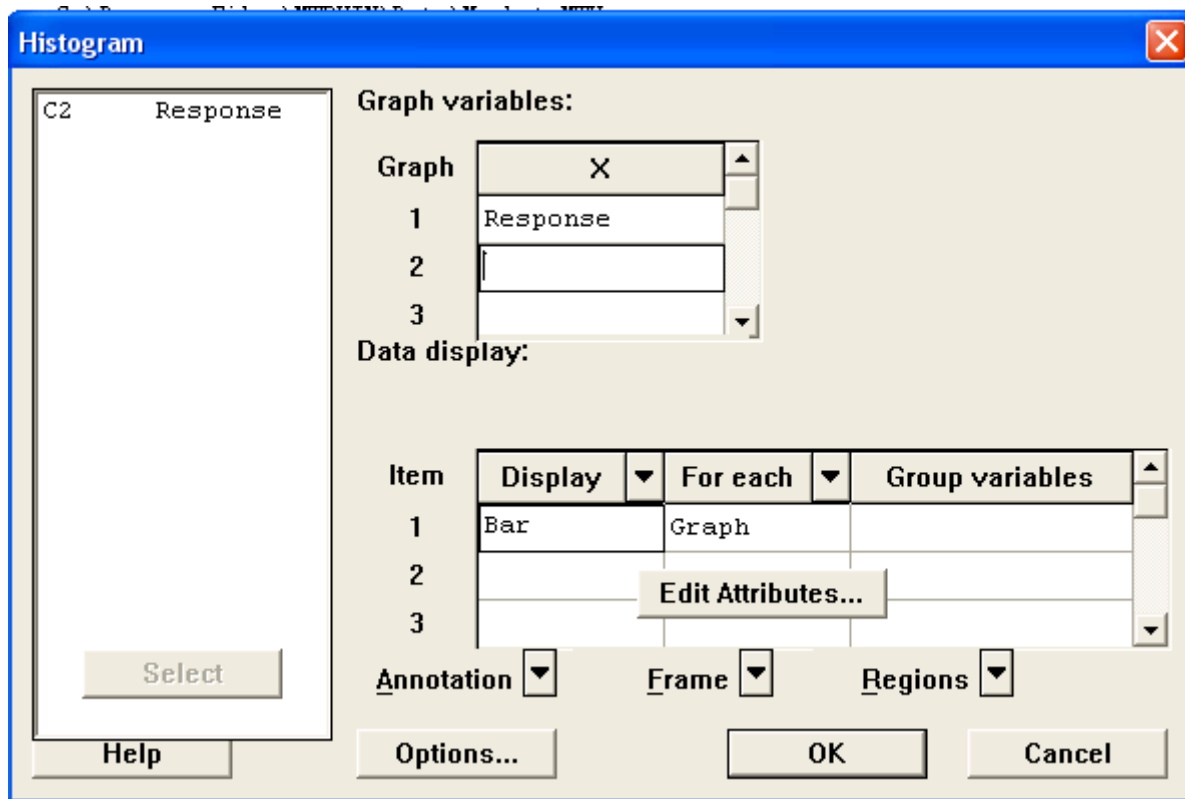 Histogram
C2 Response
Graph variables:
Graph X
1 Response
2
3
Data display:
Item Display For each Group variables
1 Bar Graph
2
Edit Attributes...
3
Select
Annotation Frame Regions
Help Options... OK Cancel